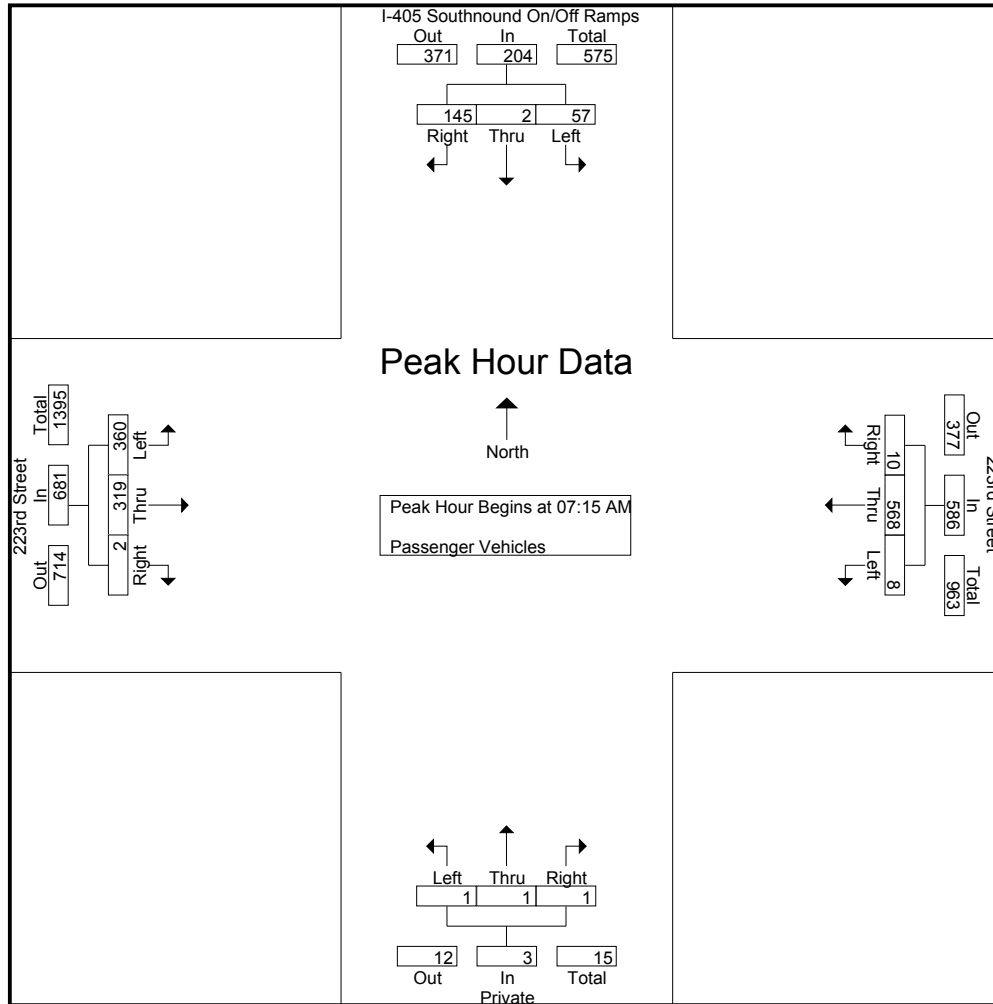 I-405 Southnound On/Off Ramps
Out In Total
371 204 575
145 2 57
Right Thru Left
Peak Hour Data
North
Peak Hour Begins at 07:15 AM
Passenger Vehicles
223rd Street
Total In Out
1395 681 714
360 319 2
Left Thru Right
Right Thru Left
10 568 8
Out In Total
377 586 963
223rd Street
Left Thru Right
1 1 1
12 3 15
Out In Total
Private